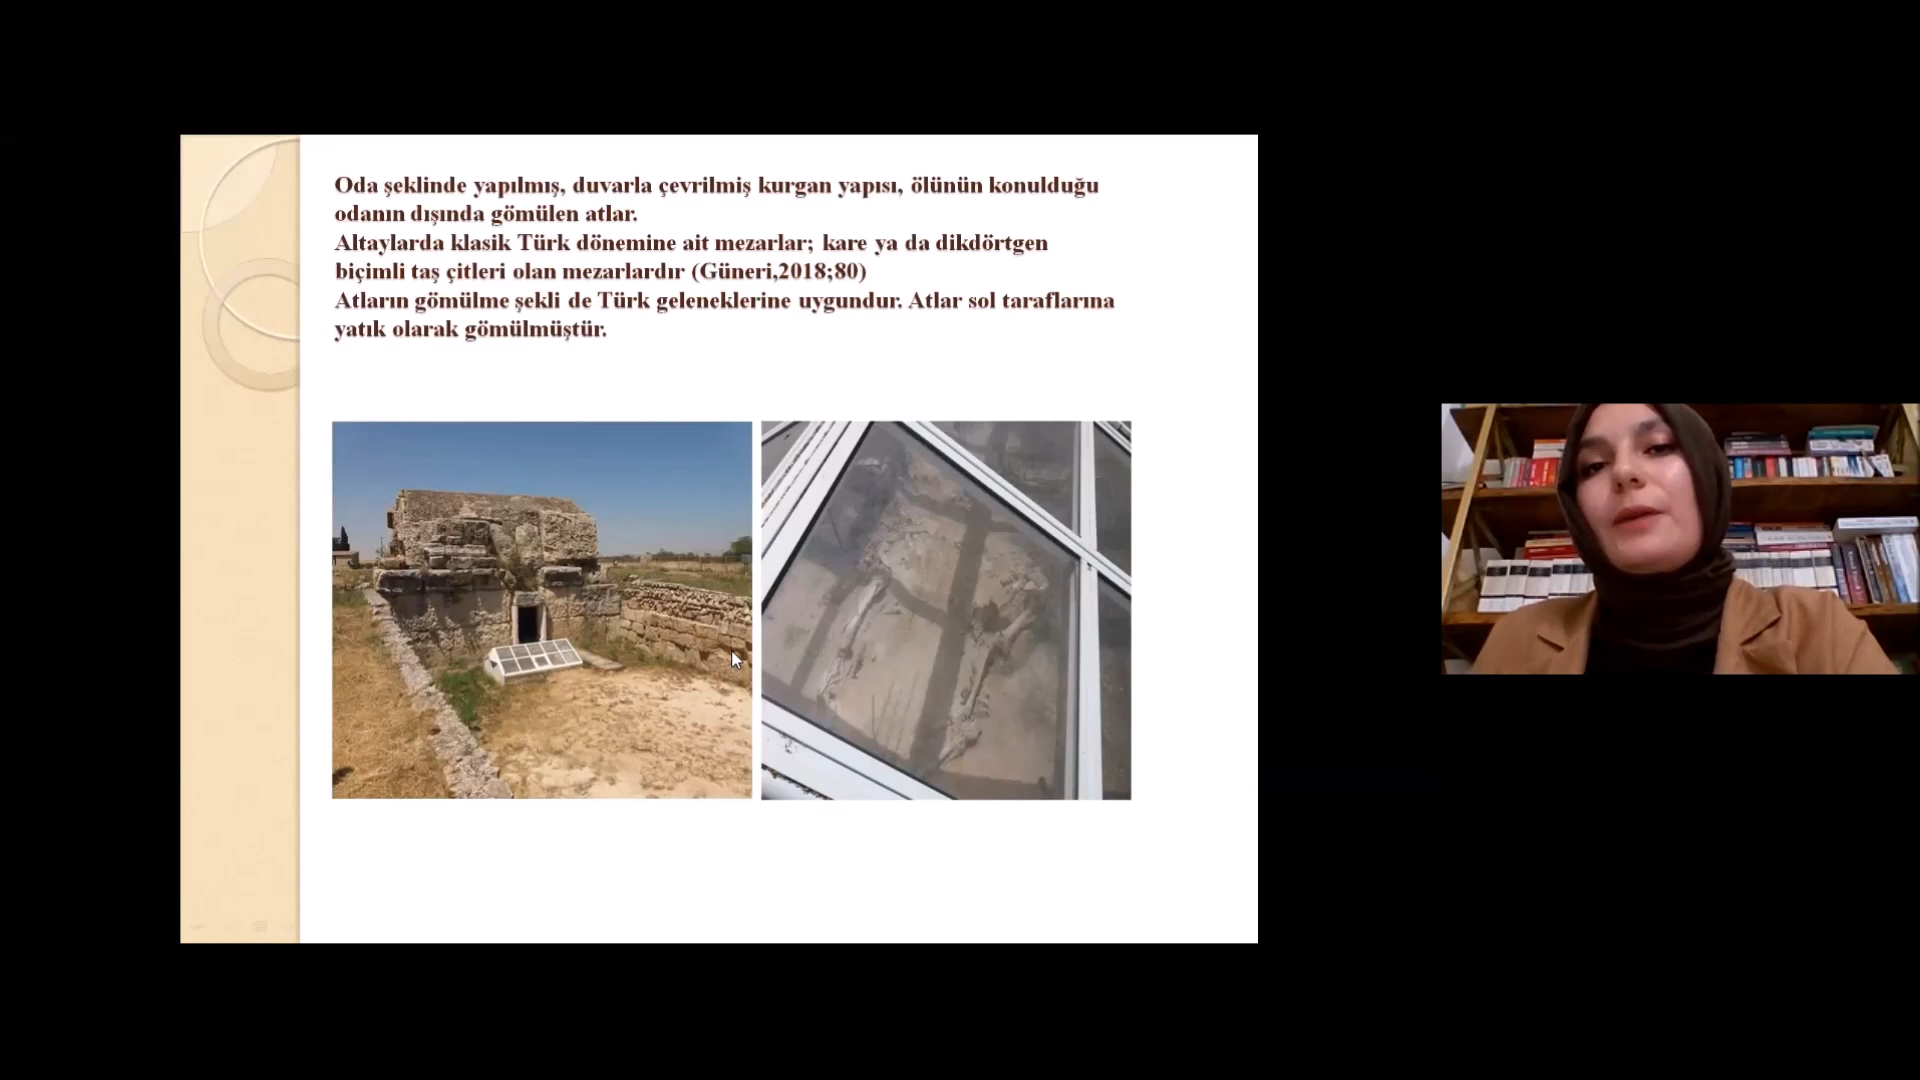 Oda şeklinde yapılmış, duvarla çevrilmiş kurgan yapısı, ölünün konulduğu
odanın dışında gömülen atlar.
Altaylarda klasik Türk dönemine ait mezarlar; kare ya da dikdörtgen
biçimli taş çitleri olan mezarlardır (Güneri,2018;80)
Atların gömülme şekli de Türk geleneklerine uygundur. Atlar sol taraflarına
yatık olarak gömülmüştür.